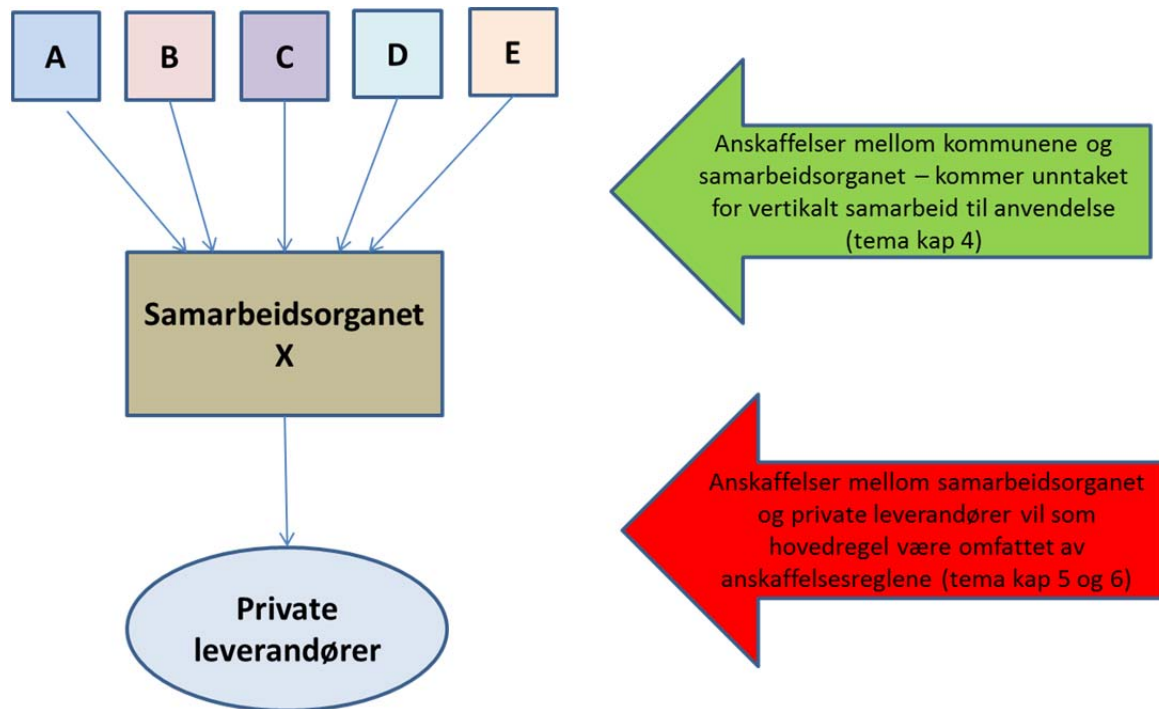 A
B
C
D
E
Anskaffelser mellom kommunene og
samarbeidsorganet – kommer unntaket
for vertikalt samarbeid til anvendelse
(tema kap 4)
Samarbeidsorganet
X
Anskaffelser mellom samarbeidsorganet
og private leverandører vil som
hovedregel være omfattet av
anskaffelsesreglene (tema kap 5 og 6)
Private
leverandører